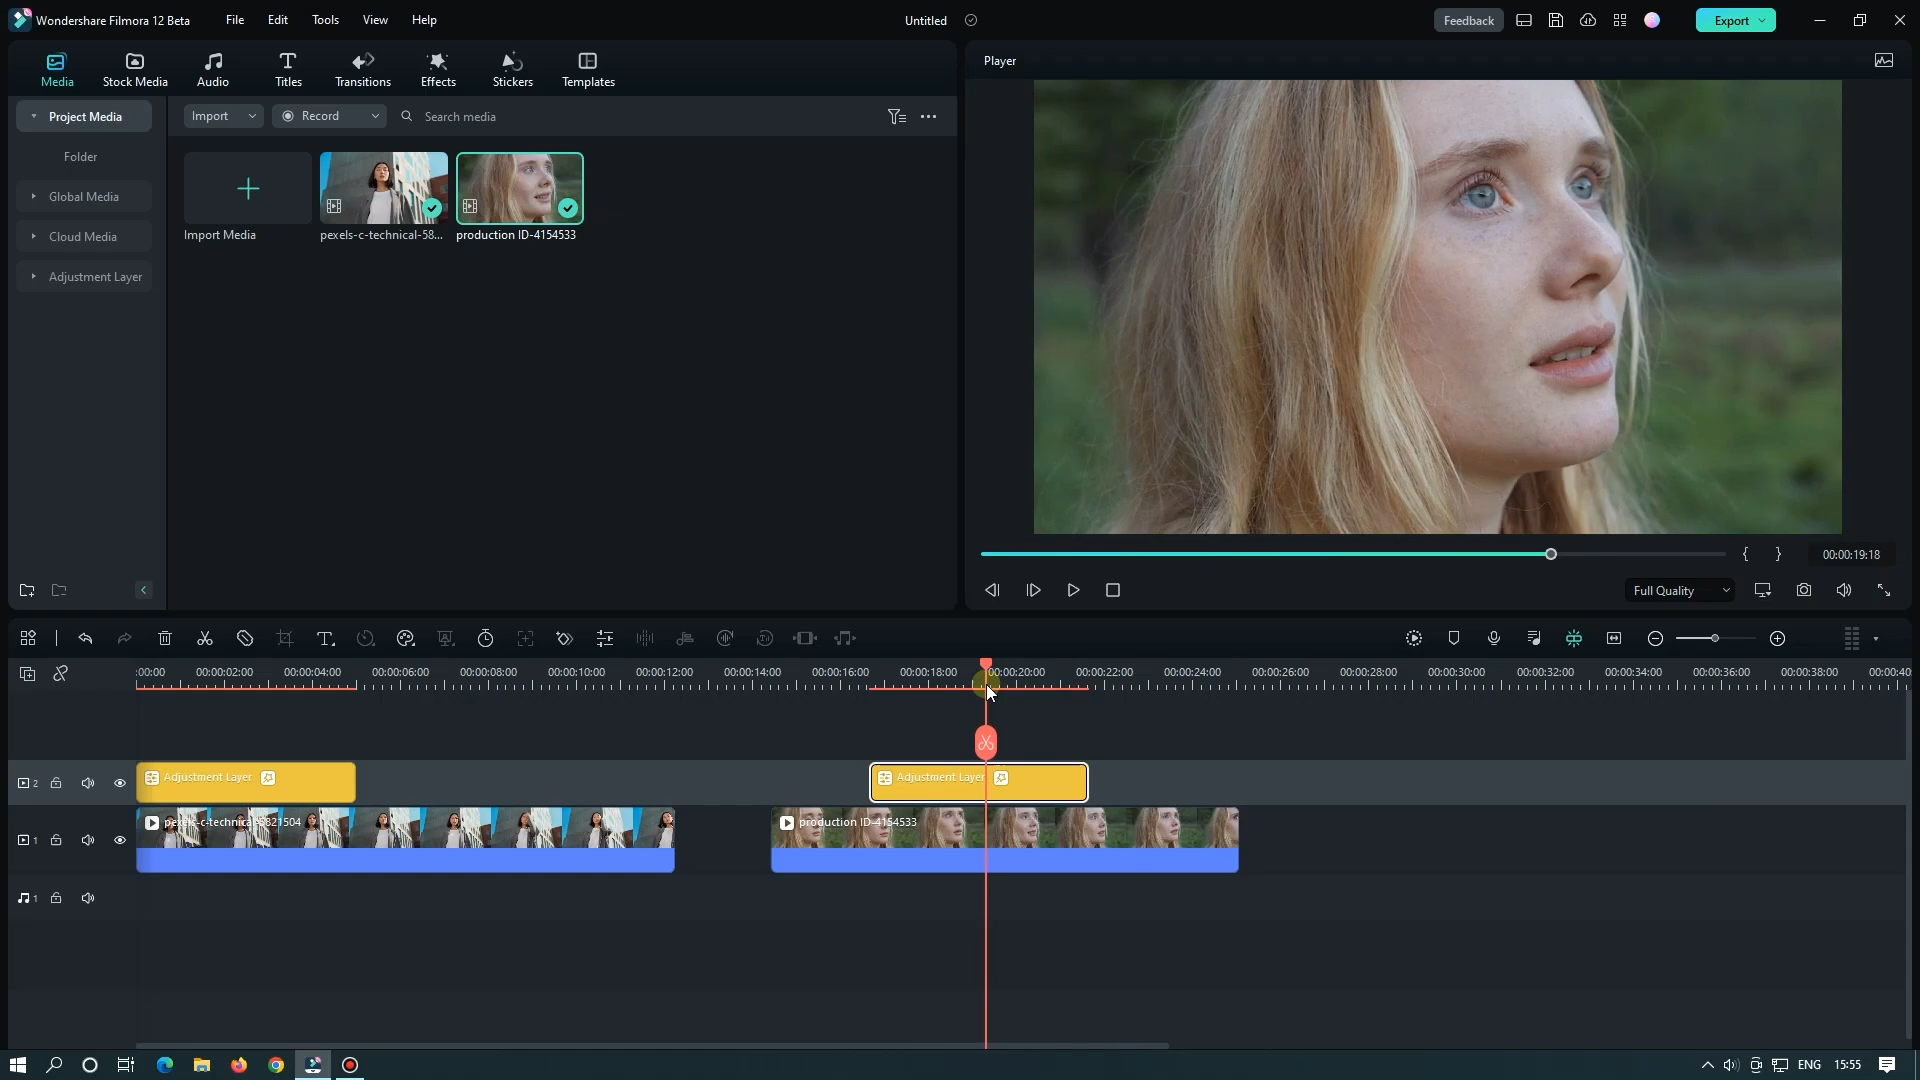 Wondershare Filmora 12 Beta
File
Edit
Tools
View
Help
Untitled
Feedback
Export
Media
Stock Media
Audio
Titles
Transitions
Effects
Stickers
Templates
Player
Project Media
Folder
Global Media
Cloud Media
Adjustment Layer
Import
Record
Search media
Import Media
pexels-c-technical-58...
production ID-4154533
00:00:19:18
Full Quality
:00:00 00:00:02:00 00:00:04:00 00:00:06:00 00:00:08:00 00:00:10:00 00:00:12:00 00:00:14:00 00:00:16:00 00:00:18:00 00:00:20:00 00:00:22:00 00:00:24:00 00:00:26:00 00:00:28:00 00:00:30:00 00:00:32:00 00:00:34:00 00:00:36:00 00:00:38:00 00:00:40:
2
Adjustment Layer
Adjustment Layer
1
pexels-c-technical-5821504
production ID-4154533
1
ENG
15:55